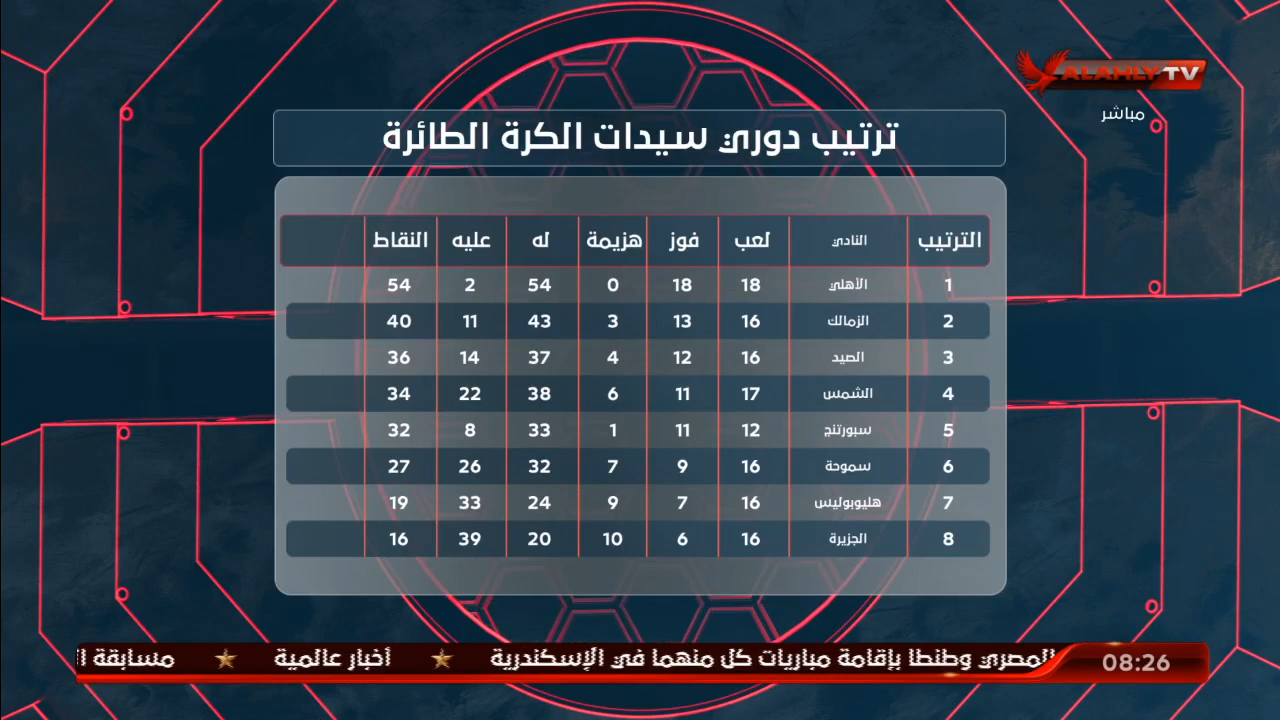 ALAHLY TV
مباشر
ترتيب دوري سيدات الكرة الطائرة
الترتيب النادي لعب فوز هزيمة له عليه النقاط
1 الأهلي 18 18 0 54 2 54
2 الزمالك 16 13 3 43 11 40
3 الصيد 16 12 4 37 14 36
4 الشمس 17 11 6 38 22 34
5 سبورتنج 12 11 1 33 8 32
6 سموحة 16 9 7 32 26 27
7 هليوبوليس 16 7 9 24 33 19
8 الجزيرة 16 6 10 20 39 16
08:26 المصري وطنطا بإقامة مباريات كل منهما في الإسكندرية أخبار عالمية مسابقة